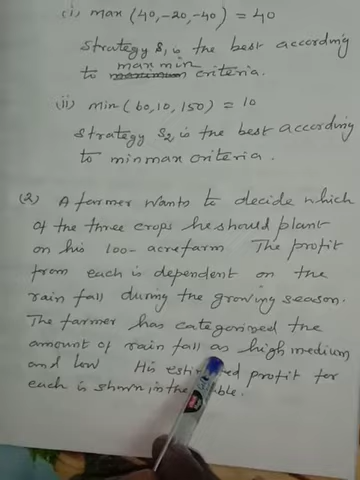 (i) max (40, -20, -40) = 40
Strategy S1 is the best according
max min
to criteria.
(ii) min (60, 10, 150) = 10
Strategy S2 is the best according
to minmax criteria.
(2) A farmer wants to decide which
of the three crops he should plant
on his 100-acre farm The profit
from each is dependent on the
rain fall during the growing season.
The farmer has categorized the
amount of rain fall as high medium
and low His profit for
each is shown in the